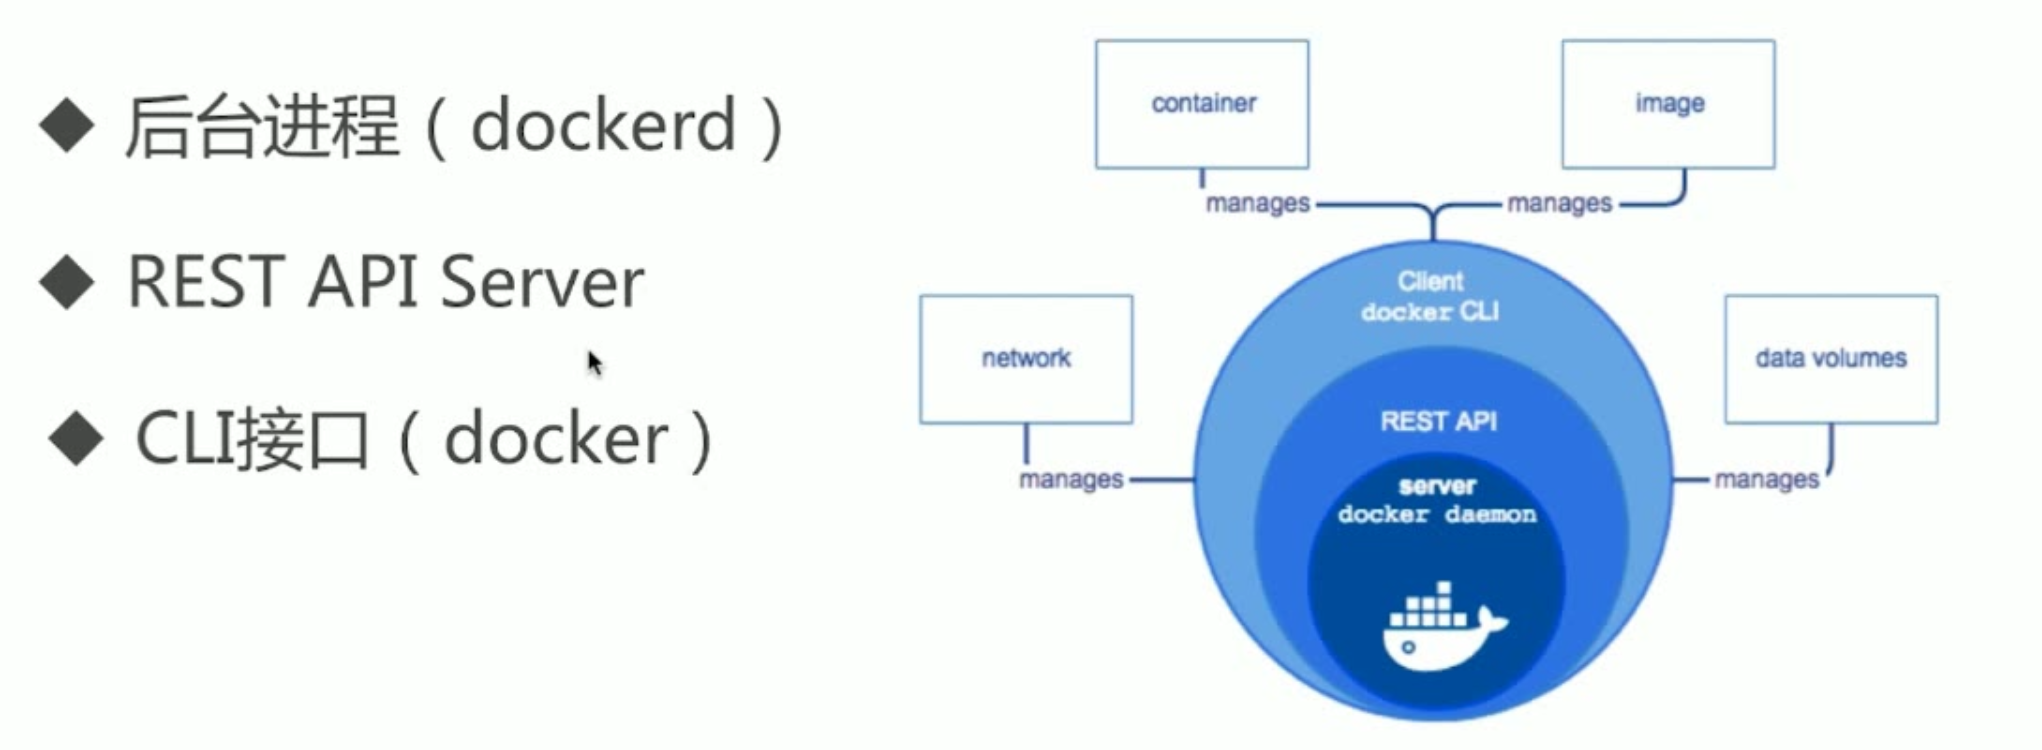 后台进程（dockerd）
REST API Server
CLI接口（docker）
container
image
manages
manages
Client
docker CLI
network
data volumes
REST API
manages
manages
server
docker daemon